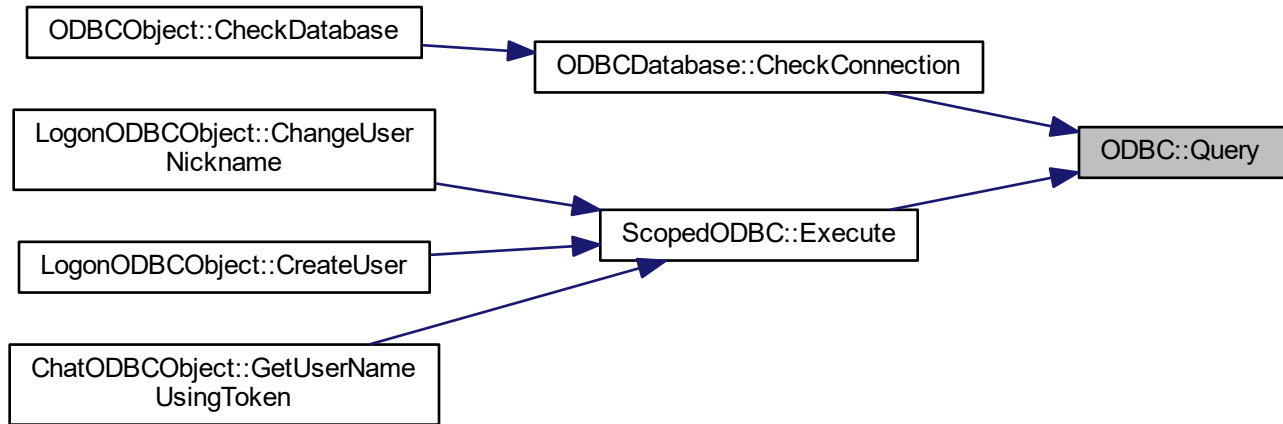 ODBCObject::CheckDatabase
ODBCDatabase::CheckConnection
LogonODBCObject::ChangeUser
Nickname
ODBC::Query
ScopedODBC::Execute
LogonODBCObject::CreateUser
ChatODBCObject::GetUserName
UsingToken